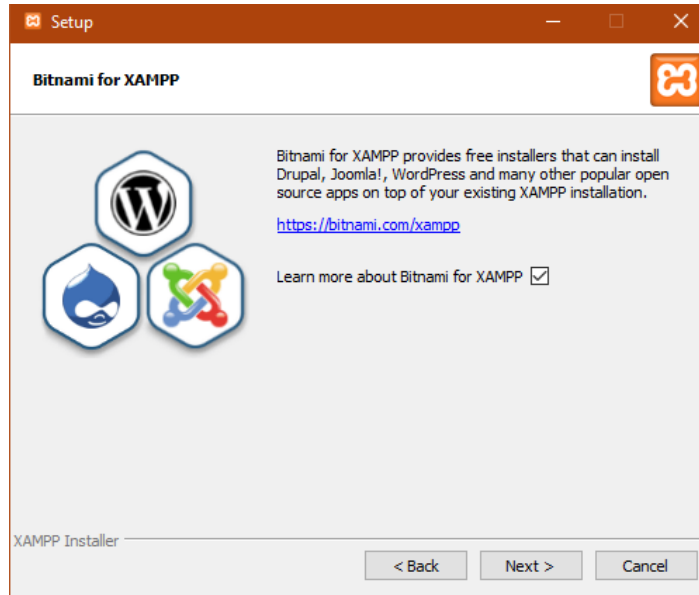 Setup
Bitnami for XAMPP
Bitnami for XAMPP provides free installers that can install
Drupal, Joomla!, WordPress and many other popular open
source apps on top of your existing XAMPP installation.
https://bitnami.com/xampp
Learn more about Bitnami for XAMPP
XAMPP Installer
< Back Next > Cancel